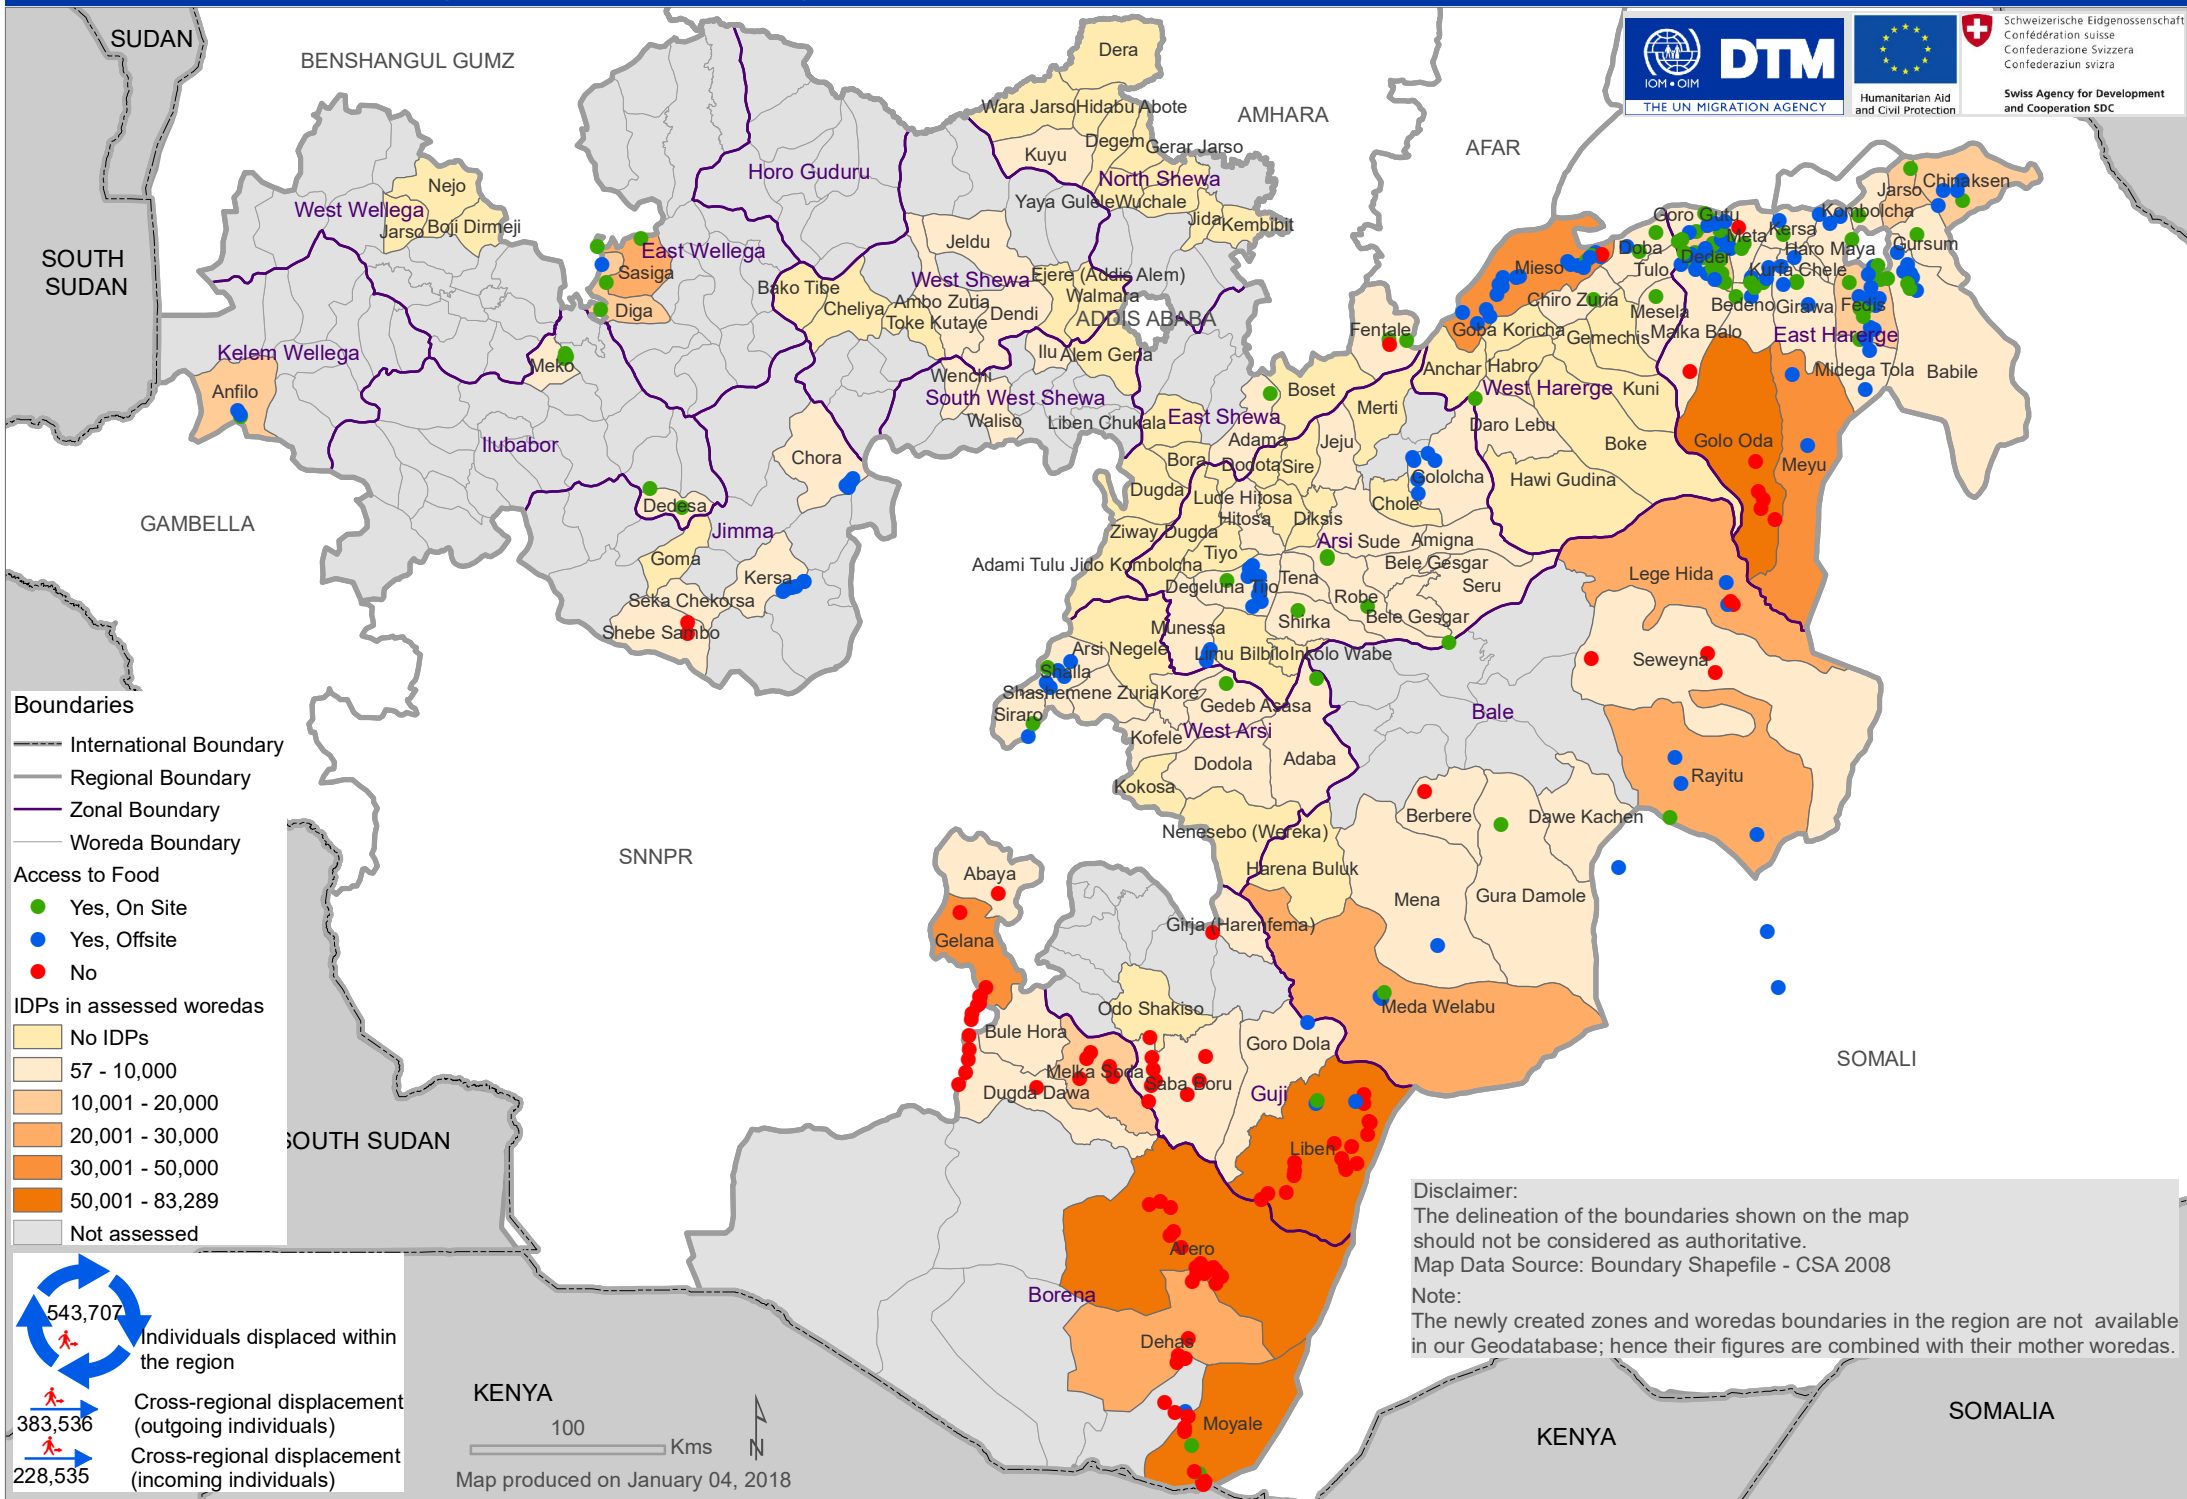 SUDAN
BENSHANGUL GUMZ
AMHARA
AFAR
SOUTH
SUDAN
GAMBELLA
SNNPR
SOUTH SUDAN
KENYA
SOMALI
SOMALIA
KENYA
ADDIS ABABA
IOM • OIM
DTM
THE UN MIGRATION AGENCY
Humanitarian Aid
and Civil Protection
Schweizerische Eidgenossenschaft
Confédération suisse
Confederazione Svizzera
Confederaziun svizra
Swiss Agency for Development
and Cooperation SDC
Dera
Wara Jarso
Hidabu Abote
Kuyu
Degem
Gerar Jarso
North Shewa
Yaya Gulele
Wuchale
Jida
Kembibit
Horo Guduru
Nejo
West Wellega
Jarso
Boji Dirmeji
East Wellega
Sasiga
Diga
Jeldu
West Shewa
Ejere (Addis Alem)
Walmara
Bako Tibe
Cheliya
Ambo Zuria
Toke Kutaye
Dendi
Ilu
Alem Gena
Kelem Wellega
Anfilo
Meko
Wenchi
South West Shewa
Waliso
Liben Chukala
Ilubabor
Chora
Dedesa
Jimma
Goma
Kersa
Seka Chekorsa
Shebe Sambo
Goro Gutu
Jarso
Chinaksen
Kombolcha
Doba
Meta
Kersa
Haro Maya
Gursum
Mieso
Tulo
Deder
Kurfa Chele
Chiro Zuria
Mesela
Bedeno
Girawa
Fedis
Fentale
Goba Koricha
Gemechis
Malka Balo
East Harerge
Anchar
Habro
West Harerge
Kuni
Midega Tola
Babile
Boset
East Shewa
Merti
Adama
Jeju
Daro Lebu
Boke
Golo Oda
Meyu
Bora
Dodota
Sire
Gololcha
Hawi Gudina
Dugda
Lude Hitosa
Chole
Hitosa
Diksis
Ziway Dugda
Arsi
Sude
Amigna
Tiyo
Adami Tulu Jido Kombolcha
Bele Gesgar
Degeluna Tijo
Tena
Seru
Lege Hida
Robe
Bele Gesgar
Shirka
Munessa
Arsi Negele
Limu Bilbilo
Inkolo Wabe
Seweyna
Shalla
Shashemene Zuria
Kore
Siraro
Gedeb Asasa
Bale
West Arsi
Kofele
Dodola
Adaba
Rayitu
Kokosa
Berbere
Dawe Kachen
Nenesebo (Wereka)
Harena Buluk
Mena
Gura Damole
Abaya
Gelana
Girja (Harenfema)
Meda Welabu
Odo Shakiso
Bule Hora
Goro Dola
Melka Soda
Saba Boru
Dugda Dawa
Guji
Liben
Arero
Borena
Dehas
Moyale
Boundaries
International Boundary
Regional Boundary
Zonal Boundary
Woreda Boundary
Access to Food
Yes, On Site
Yes, Offsite
No
IDPs in assessed woredas
No IDPs
57 - 10,000
10,001 - 20,000
20,001 - 30,000
30,001 - 50,000
50,001 - 83,289
Not assessed
543,707
Individuals displaced within
the region
383,536
Cross-regional displacement
(outgoing individuals)
228,535
Cross-regional displacement
(incoming individuals)
100
Kms
N
Map produced on January 04, 2018
Disclaimer:
The delineation of the boundaries shown on the map
should not be considered as authoritative.
Map Data Source: Boundary Shapefile - CSA 2008
Note:
The newly created zones and woredas boundaries in the region are not available
in our Geodatabase; hence their figures are combined with their mother woredas.